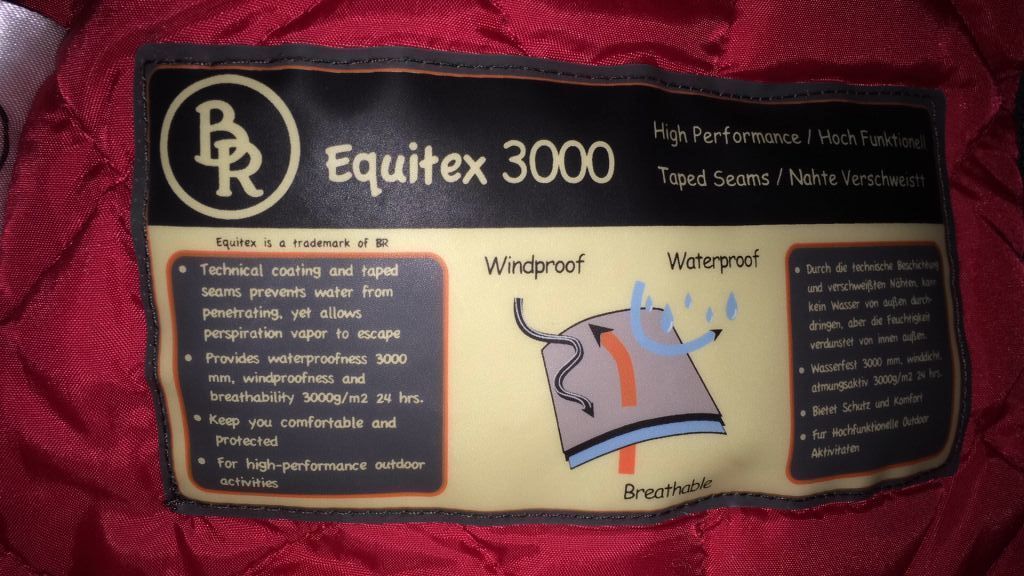 BR
Equitex 3000
High Performance / Hoch Funktionell
Taped Seams / Nahte Verschweistt
Equitex is a trademark of BR
• Technical coating and taped
seams prevents water from
penetrating, yet allows
perspiration vapor to escape
• Provides waterproofness 3000
mm, windproofness and
breathability 3000g/m2 24 hrs.
• Keep you comfortable and
protected
• For high-performance outdoor
activities
Windproof
Waterproof
Breathable
• Durch die technische Beschichtung
und verschweißten Nähten, kann
kein Wasser von außen durch-
dringen, aber die Feuchtigkeit
verdunstet von innen außen.
• Wasserfest 3000 mm, winddicht,
atmungsaktiv 3000g/m2 24 hrs.
• Bietet Schutz und Komfort
• Fur Hochfunktionelle Outdoor
Aktivitaten